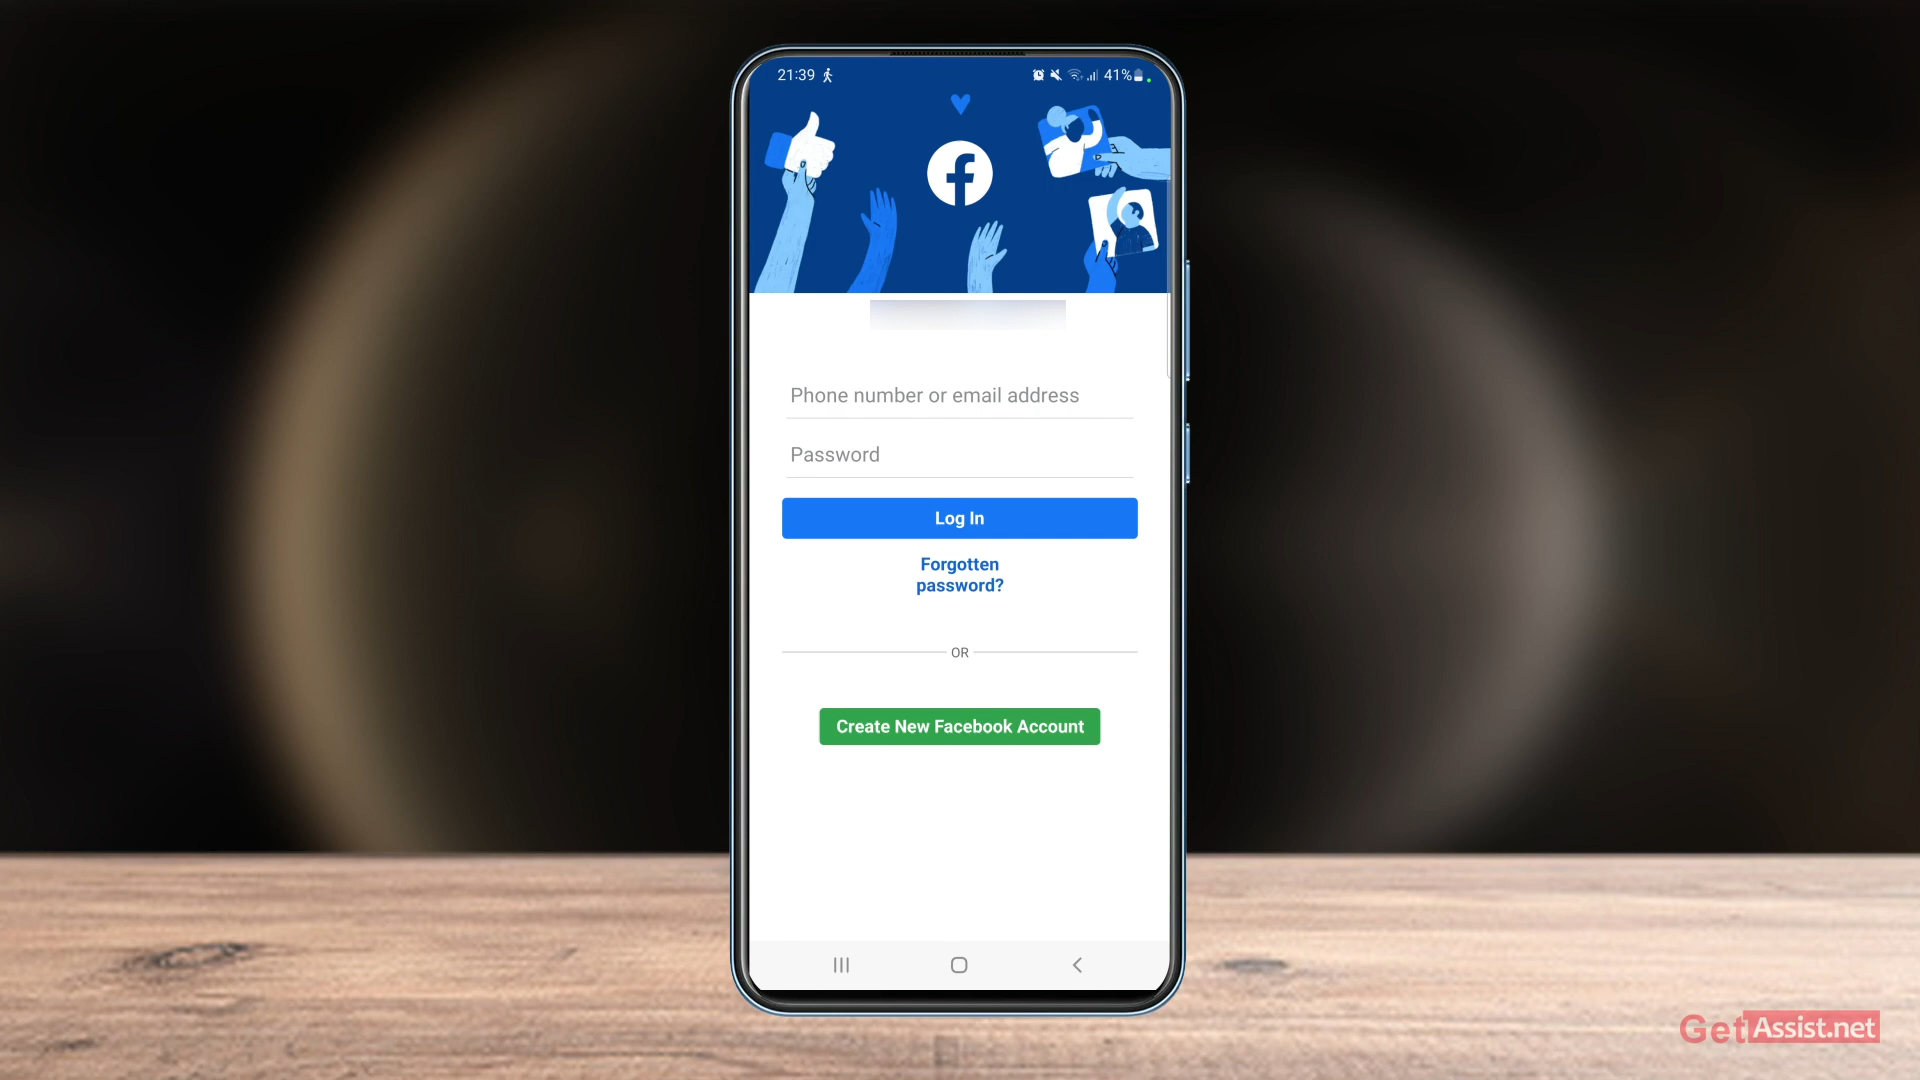 21:39
41%
Phone number or email address
Password
Log In
Forgotten
password?
OR
Create New Facebook Account
GetAssist.net